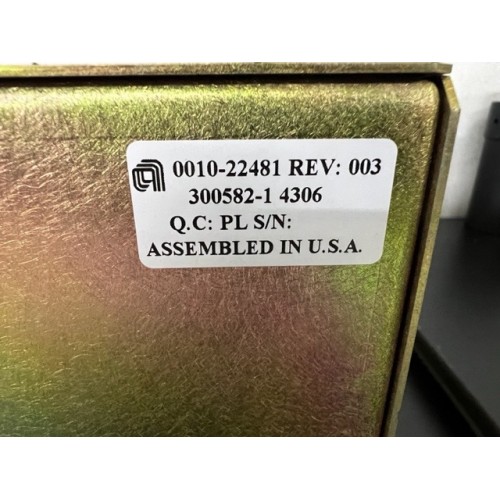 0010-22481 REV: 003
300582-1 4306
Q.C: PL S/N:
ASSEMBLED IN U.S.A.